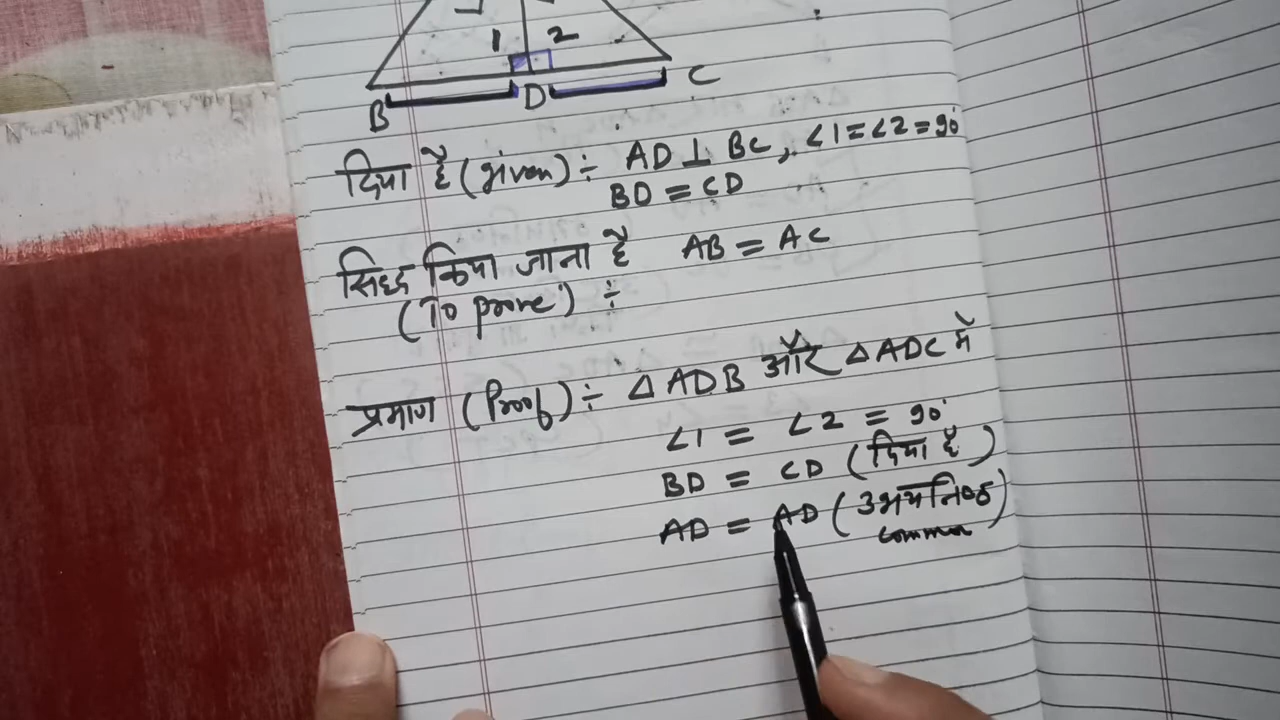 1 2
B D C
दिया है (given) ÷ AD ⊥ BC, ∠1 = ∠2 = 90°
BD = CD
सिध्द किया जाना है AB = AC
(To prove) ÷
प्रमाण (Proof) ÷ △ ADB और △ ADC में
∠1 = ∠2 = 90°
BD = CD (दिया है)
AD = AD (उभयनिष्ठ)
common